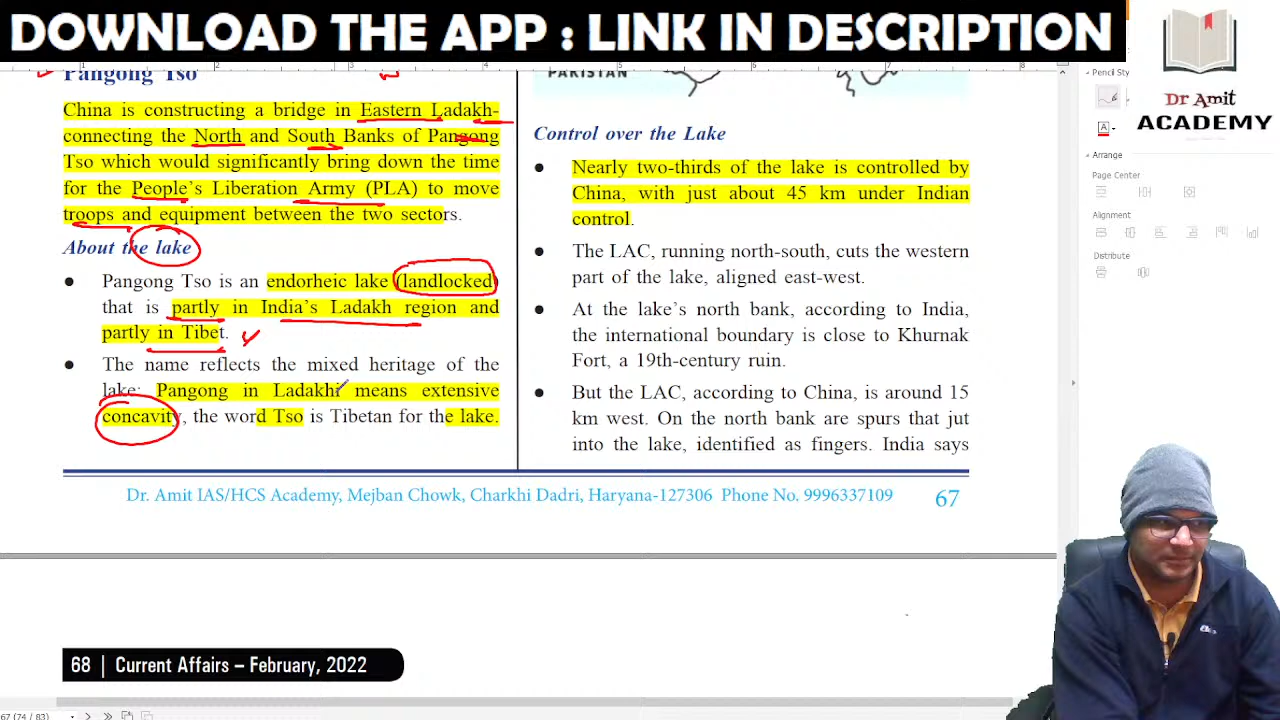 DOWNLOAD THE APP : LINK IN DESCRIPTION
Pangong Tso
China is constructing a bridge in Eastern Ladakh-
connecting the North and South Banks of Pangong
Tso which would significantly bring down the time
for the People's Liberation Army (PLA) to move
troops and equipment between the two sectors.
About the lake
● Pangong Tso is an endorheic lake (landlocked)
that is partly in India's Ladakh region and
partly in Tibet.
● The name reflects the mixed heritage of the
lake: Pangong in Ladakhi means extensive
concavity, the word Tso is Tibetan for the lake.
PAKISTAN
Control over the Lake
● Nearly two-thirds of the lake is controlled by
China, with just about 45 km under Indian
control.
● The LAC, running north-south, cuts the western
part of the lake, aligned east-west.
● At the lake's north bank, according to India,
the international boundary is close to Khurnak
Fort, a 19th-century ruin.
● But the LAC, according to China, is around 15
km west. On the north bank are spurs that jut
into the lake, identified as fingers. India says
Dr. Amit IAS/HCS Academy, Mejban Chowk, Charkhi Dadri, Haryana-127306 Phone No. 9996337109 67
68 | Current Affairs – February, 2022
67 (74 / 83)
Pencil Sty
Arrange
Page Center
Alignment
Distribute
Dr Amit
ACADEMY